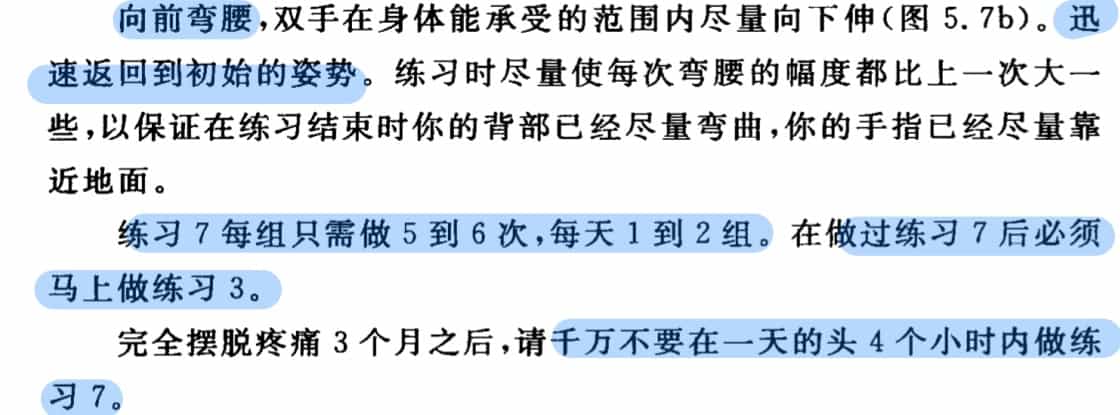 向前弯腰,双手在身体能承受的范围内尽量向下伸(图 5.7b)。迅
速返回到初始的姿势。练习时尽量使每次弯腰的幅度都比上一次大一
些,以保证在练习结束时你的背部已经尽量弯曲,你的手指已经尽量靠
近地面。
练习 7 每组只需做 5 到 6 次,每天 1 到 2 组。在做过练习 7 后必须
马上做练习 3。
完全摆脱疼痛 3 个月之后,请千万不要在一天的头 4 个小时内做练
习 7。